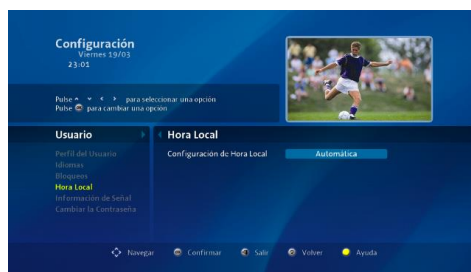 Configuración
Viernes 19/03
23:01
Pulse para seleccionar una opción
Pulse para cambiar una opción
Usuario
Hora Local
Perfil del Usuario
Idiomas
Bloqueos
Hora Local
Información de Señal
Cambiar la Contraseña
Configuración de Hora Local
Automática
Navegar
Confirmar
Salir
Volver
Ayuda